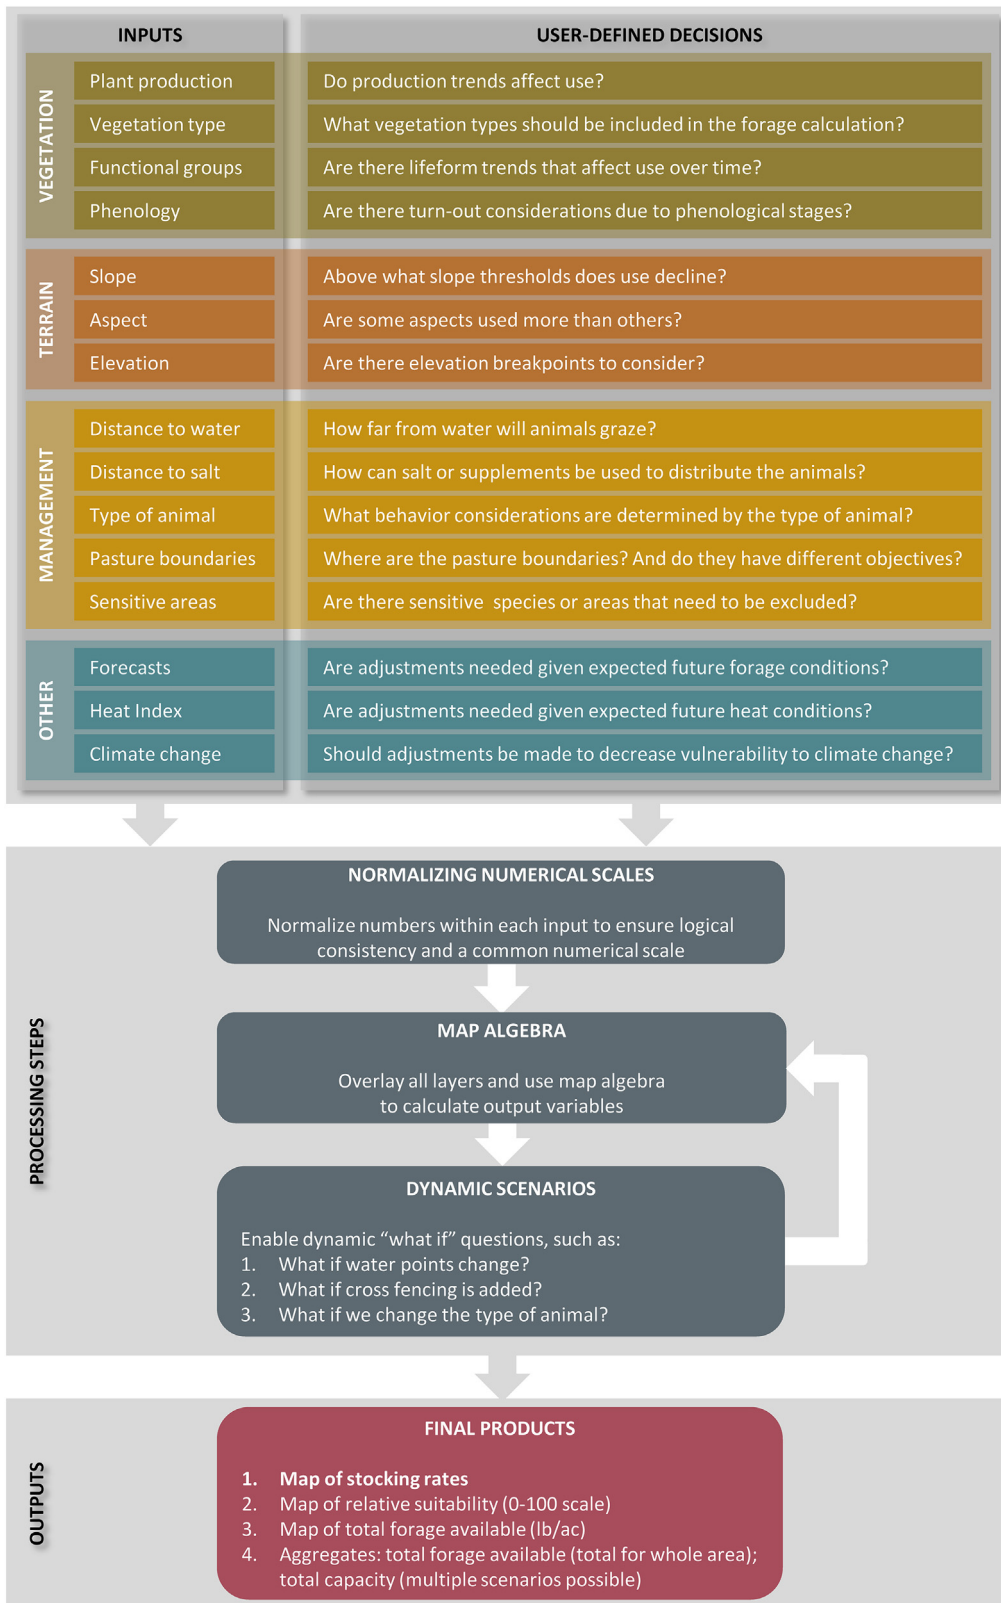 INPUTS
USER-DEFINED DECISIONS
VEGETATION
Plant production
Do production trends affect use?
Vegetation type
What vegetation types should be included in the forage calculation?
Functional groups
Are there lifeform trends that affect use over time?
Phenology
Are there turn-out considerations due to phenological stages?
TERRAIN
Slope
Above what slope thresholds does use decline?
Aspect
Are some aspects used more than others?
Elevation
Are there elevation breakpoints to consider?
MANAGEMENT
Distance to water
How far from water will animals graze?
Distance to salt
How can salt or supplements be used to distribute the animals?
Type of animal
What behavior considerations are determined by the type of animal?
Pasture boundaries
Where are the pasture boundaries? And do they have different objectives?
Sensitive areas
Are there sensitive species or areas that need to be excluded?
OTHER
Forecasts
Are adjustments needed given expected future forage conditions?
Heat Index
Are adjustments needed given expected future heat conditions?
Climate change
Should adjustments be made to decrease vulnerability to climate change?
PROCESSING STEPS
NORMALIZING NUMERICAL SCALES
Normalize numbers within each input to ensure logical
consistency and a common numerical scale
MAP ALGEBRA
Overlay all layers and use map algebra
to calculate output variables
DYNAMIC SCENARIOS
Enable dynamic “what if” questions, such as:
1. What if water points change?
2. What if cross fencing is added?
3. What if we change the type of animal?
OUTPUTS
FINAL PRODUCTS
1. Map of stocking rates
2. Map of relative suitability (0-100 scale)
3. Map of total forage available (lb/ac)
4. Aggregates: total forage available (total for whole area);
total capacity (multiple scenarios possible)